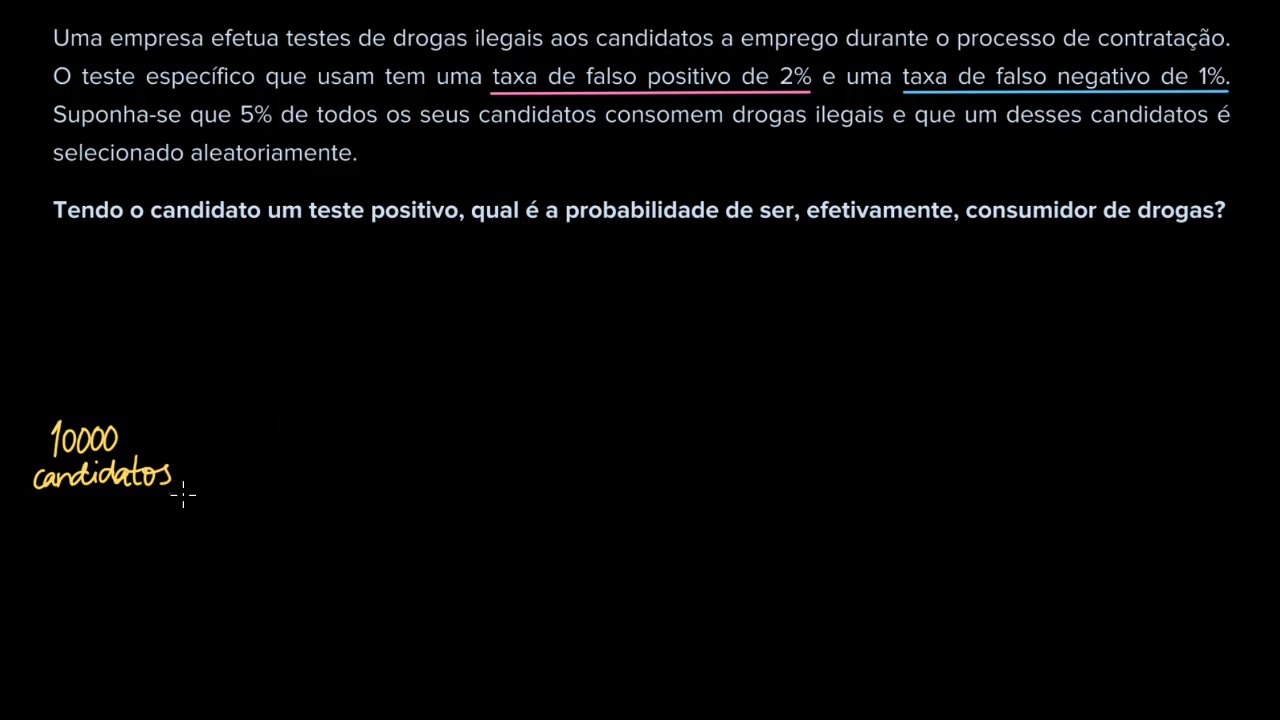 Uma empresa efetua testes de drogas ilegais aos candidatos a emprego durante o processo de contratação.
O teste específico que usam tem uma taxa de falso positivo de 2% e uma taxa de falso negativo de 1%.
Suponha-se que 5% de todos os seus candidatos consomem drogas ilegais e que um desses candidatos é
selecionado aleatoriamente.
Tendo o candidato um teste positivo, qual é a probabilidade de ser, efetivamente, consumidor de drogas?
10000
candidatos